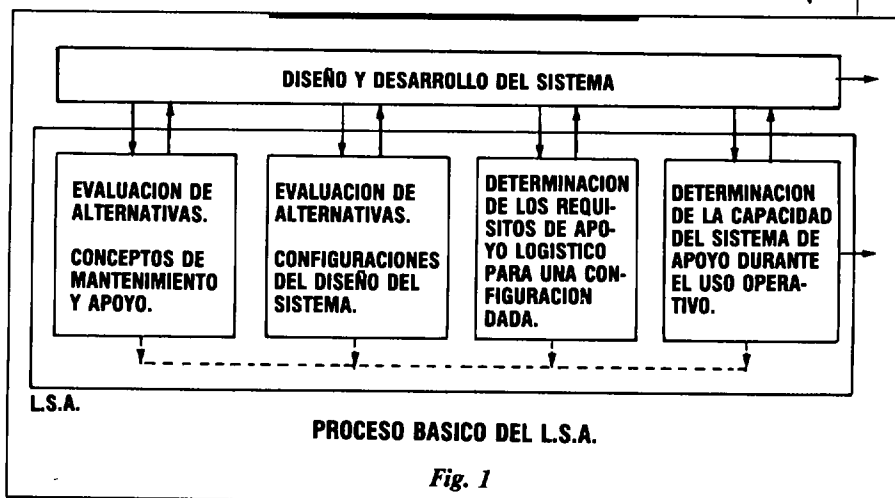 DISEÑO Y DESARROLLO DEL SISTEMA
EVALUACION DE
ALTERNATIVAS.
CONCEPTOS DE
MANTENIMIENTO
Y APOYO.
EVALUACION DE
ALTERNATIVAS.
CONFIGURACIONES
DEL DISEÑO DEL
SISTEMA.
DETERMINACION
DE LOS REQUI-
SITOS DE APO-
YO LOGISTICO
PARA UNA CON-
FIGURACION
DADA.
DETERMINACION
DE LA CAPACIDAD
DEL SISTEMA DE
APOYO DURANTE
EL USO OPERA-
TIVO.
L.S.A.
PROCESO BASICO DEL L.S.A.
Fig. 1